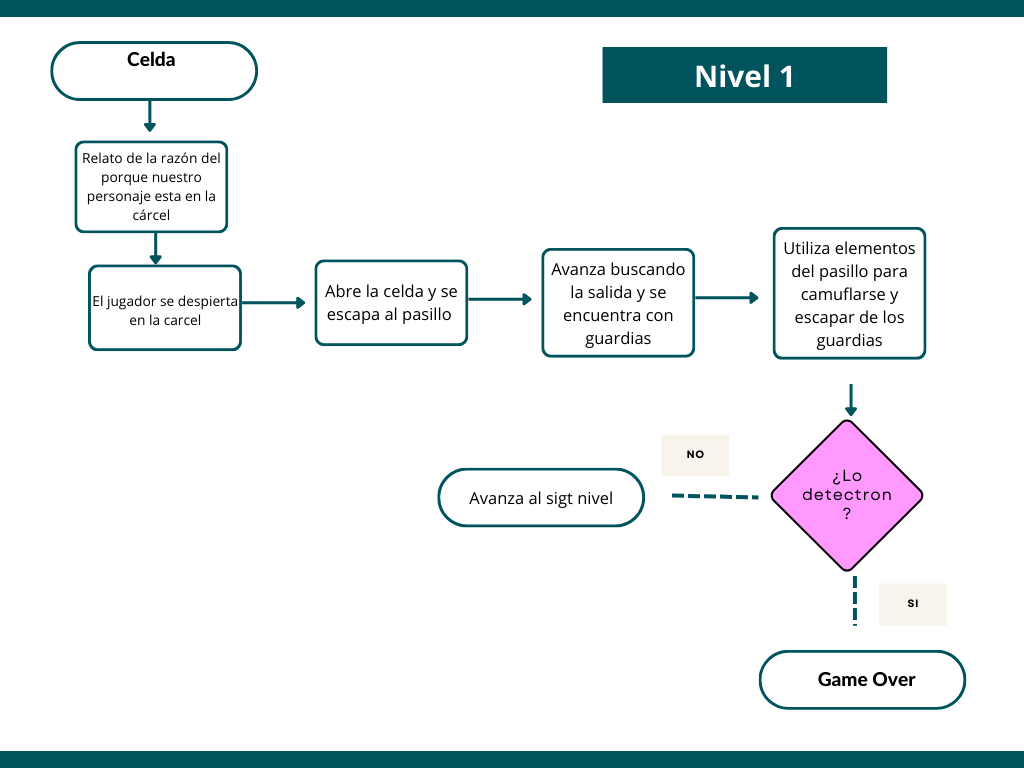 Celda
Nivel 1
Relato de la razón del
porque nuestro
personaje esta en la
cárcel
El jugador se despierta
en la carcel
Abre la celda y se
escapa al pasillo
Avanza buscando
la salida y se
encuentra con
guardias
Utiliza elementos
del pasillo para
camuflarse y
escapar de los
guardias
¿Lo
detectron
?
NO
Avanza al sigt nivel
SI
Game Over